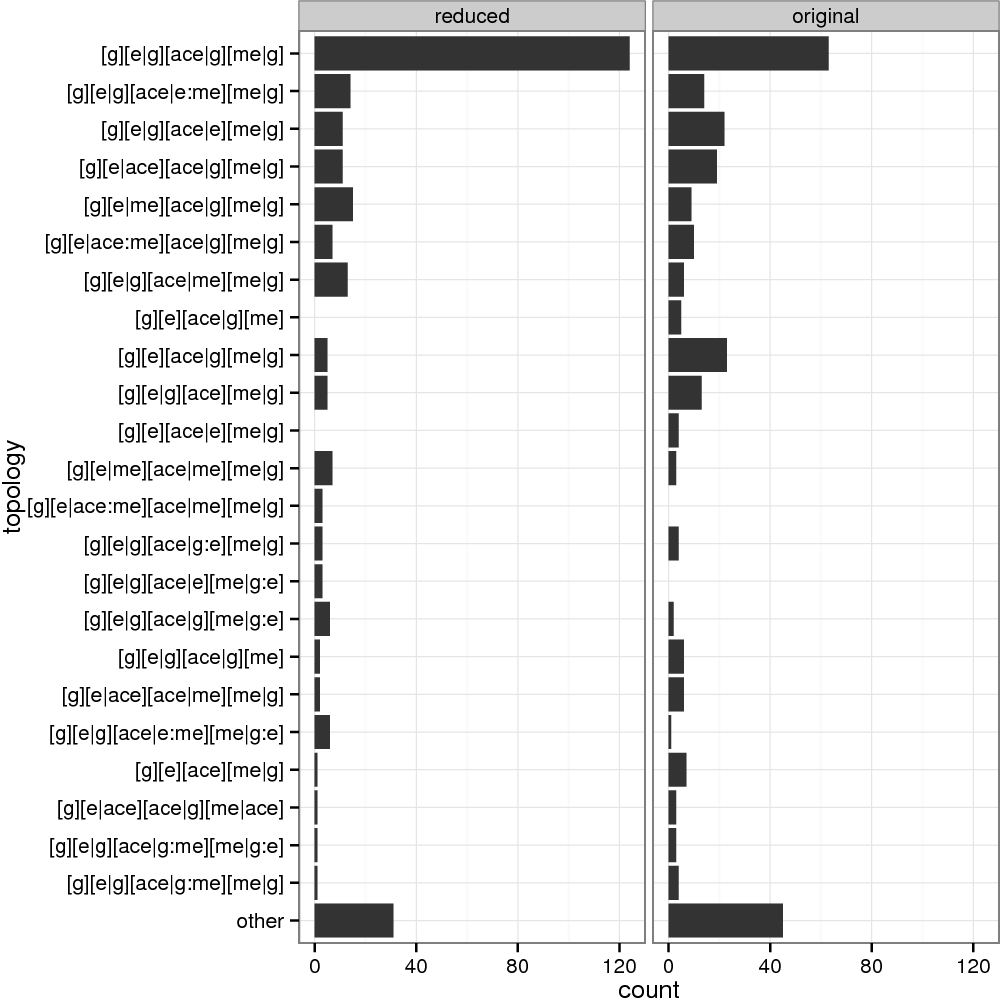 reduced
original
[g][e|g][ace|g][me|g]
[g][e|g][ace|e:me][me|g]
[g][e|g][ace|e][me|g]
[g][e|ace][ace|g][me|g]
[g][e|me][ace|g][me|g]
[g][e|ace:me][ace|g][me|g]
[g][e|g][ace|me][me|g]
[g][e][ace|g][me]
[g][e][ace|g][me|g]
[g][e|g][ace][me|g]
[g][e][ace|e][me|g]
[g][e|me][ace|me][me|g]
[g][e|ace:me][ace|me][me|g]
[g][e|g][ace|g:e][me|g]
[g][e|g][ace|e][me|g:e]
[g][e|g][ace|g][me|g:e]
[g][e|g][ace|g][me]
[g][e|ace][ace|me][me|g]
[g][e|g][ace|e:me][me|g:e]
[g][e][ace][me|g]
[g][e|ace][ace|g][me|ace]
[g][e|g][ace|g:me][me|g:e]
[g][e|g][ace|g:me][me|g]
other
topology
0 40 80 120
0 40 80 120
count